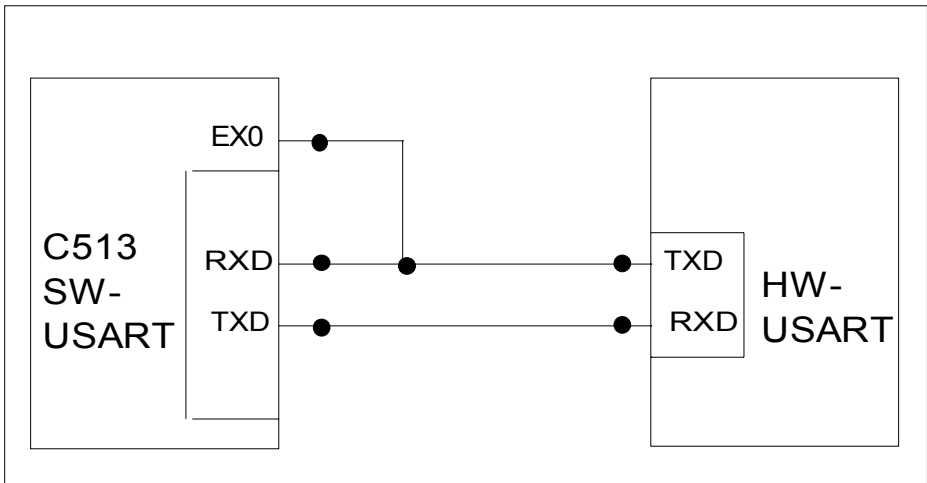 EX0
C513
SW-
USART
RXD
TXD
TXD
RXD
HW-
USART